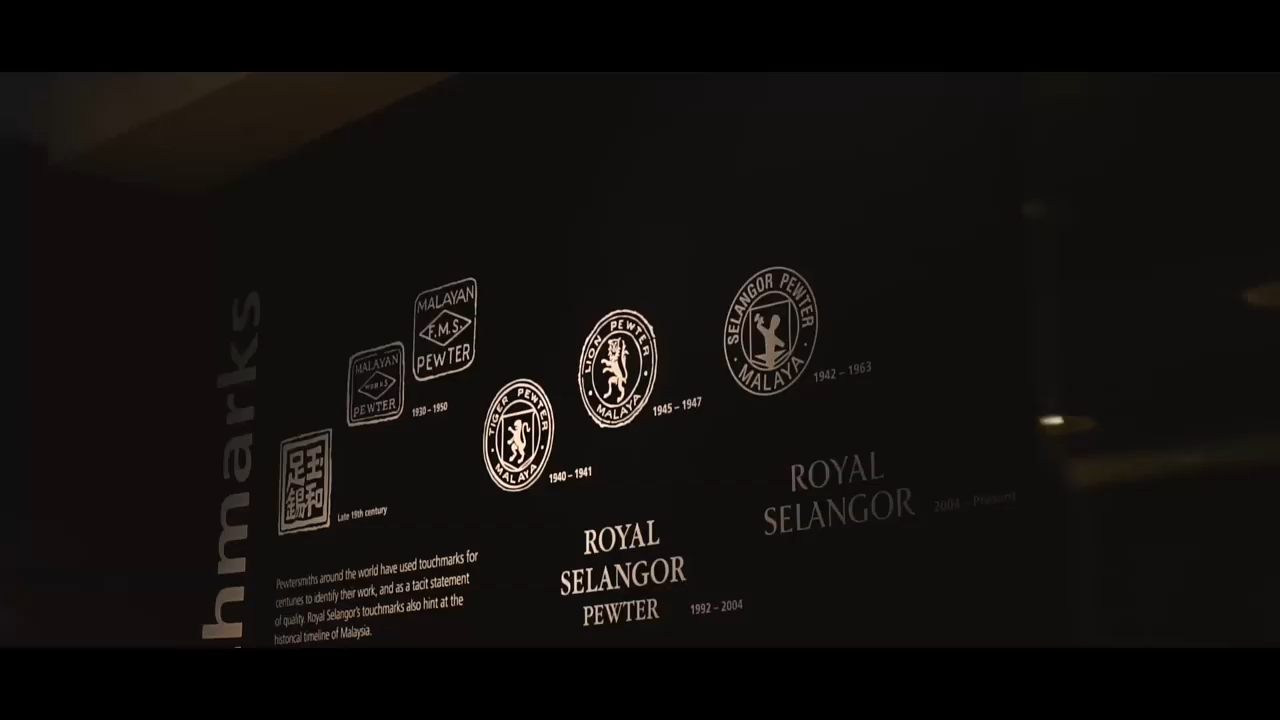 hmarks
玉和
足錫
Late 19th century
MALAYAN
PEWTER
MALAYAN
F.M.S.
PEWTER
1930 – 1950
TIGER PEWTER
MALAYA
1940 – 1941
LION PEWTER
MALAYA
1945 – 1947
SELANGOR PEWTER
MALAYA
1942 – 1963
ROYAL
SELANGOR
PEWTER
1992 – 2004
ROYAL
SELANGOR
2004 – Present
Pewtersmiths around the world have used touchmarks for
centuries to identify their work, and as a tacit statement
of quality. Royal Selangor's touchmarks also hint at the
historical timeline of Malaysia.